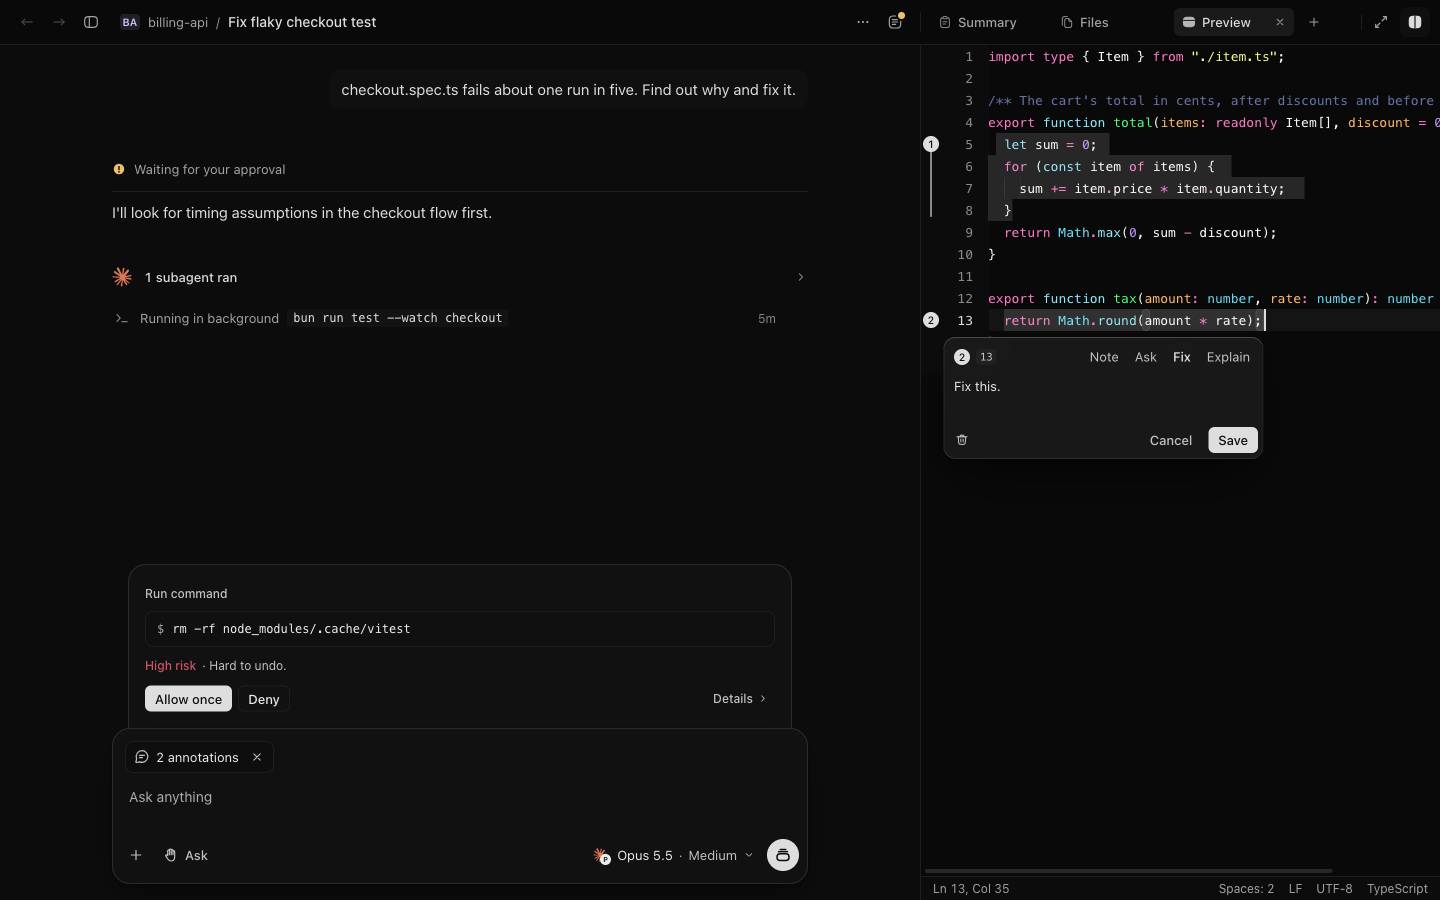 BA billing-api / Fix flaky checkout test
Summary
Files
Preview
checkout.spec.ts fails about one run in five. Find out why and fix it.
Waiting for your approval
I'll look for timing assumptions in the checkout flow first.
1 subagent ran
Running in background bun run test --watch checkout 5m
Run command
$ rm -rf node_modules/.cache/vitest
High risk · Hard to undo.
Allow once
Deny
Details
2 annotations
Ask anything
Ask
Opus 5.5 · Medium
1 import type { Item } from "./item.ts";
2
3 /** The cart's total in cents, after discounts and before
4 export function total(items: readonly Item[], discount = 0
1
5 let sum = 0;
6 for (const item of items) {
7 sum += item.price * item.quantity;
8 }
9 return Math.max(0, sum - discount);
10 }
11
12 export function tax(amount: number, rate: number): number
2
13 return Math.round(amount * rate);
2 13 Note Ask Fix Explain
Fix this.
Cancel
Save
Ln 13, Col 35
Spaces: 2 LF UTF-8 TypeScript